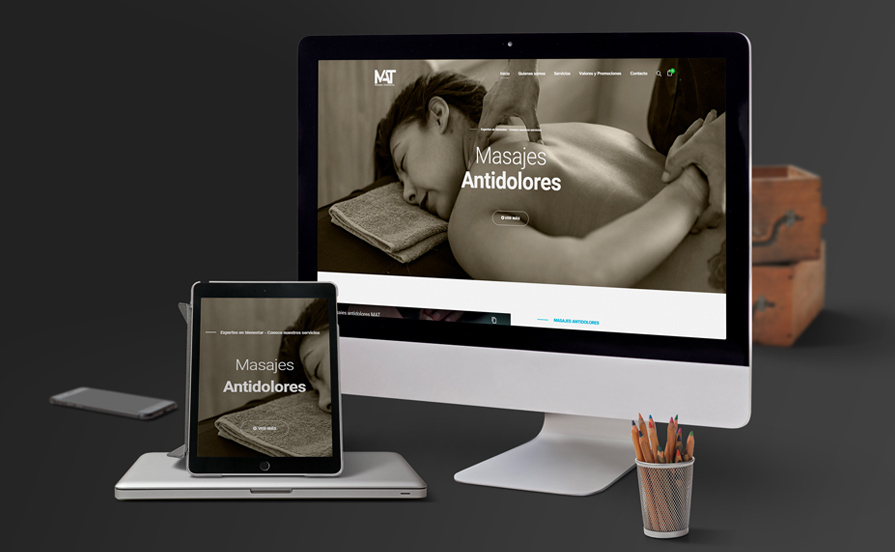 MAT
Inicio Quienes somos Servicios Valores y Promociones Contacto
Expertos en bienestar - Conoce nuestros servicios
Masajes
Antidolores
VER MÁS
ajes antidolores MAT
MASAJES ANTIDOLORES
Expertos en bienestar - Conoce nuestros servicios
Masajes
Antidolores
VER MÁS